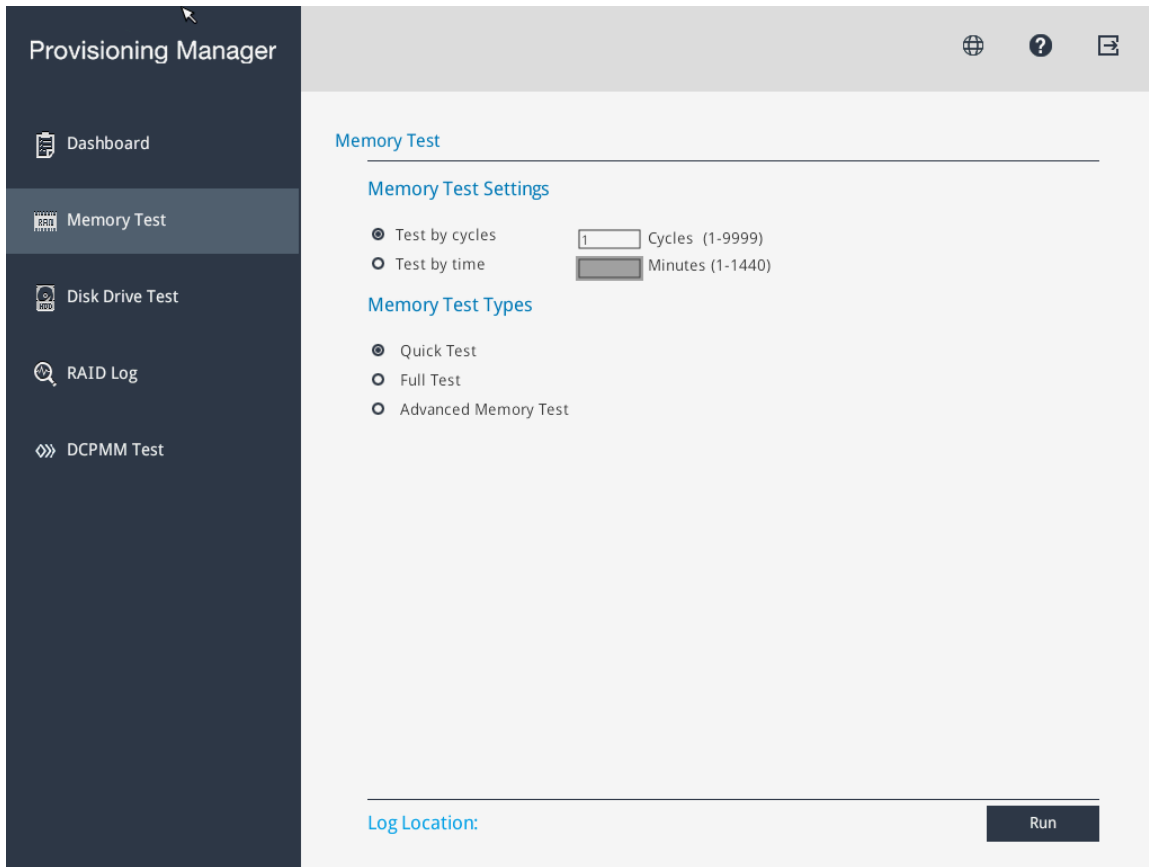 Provisioning Manager
Dashboard
Memory Test
Disk Drive Test
RAID Log
DCPMM Test
Memory Test
Memory Test Settings
Test by cycles 1 Cycles (1-9999)
Test by time Minutes (1-1440)
Memory Test Types
Quick Test
Full Test
Advanced Memory Test
Log Location:
Run